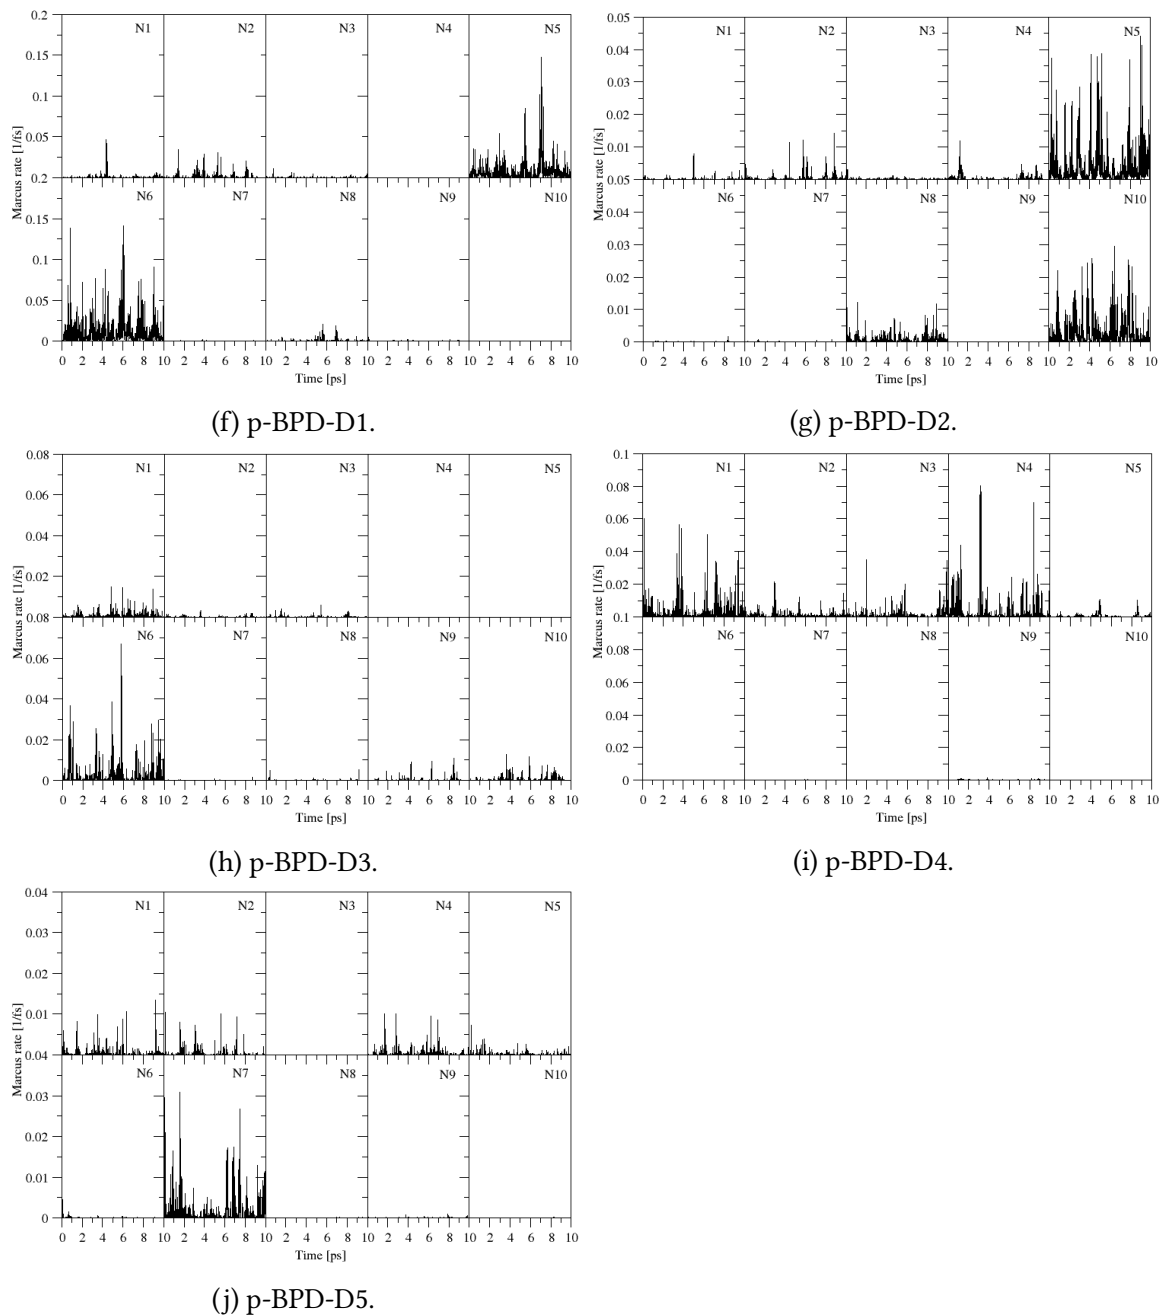 0.2
N1 N2 N3 N4 N5
0.15
0.1
0.05
0.2
N6 N7 N8 N9 N10
0.15
0.1
0.05
0
Marcus rate [1/fs]
0 2 4 6 8 10 2 4 6 8 10 2 4 6 8 10 2 4 6 8 10 2 4 6 8 10
Time [ps]
(f) p-BPD-D1.
0.05
N1 N2 N3 N4 N5
0.04
0.03
0.02
0.01
0.05
N6 N7 N8 N9 N10
0.04
0.03
0.02
0.01
0
Marcus rate [1/fs]
0 2 4 6 8 10 2 4 6 8 10 2 4 6 8 10 2 4 6 8 10 2 4 6 8 10
Time [ps]
(g) p-BPD-D2.
0.08
N1 N2 N3 N4 N5
0.06
0.04
0.02
0.08
N6 N7 N8 N9 N10
0.06
0.04
0.02
0
Marcus rate [1/fs]
0 2 4 6 8 10 2 4 6 8 10 2 4 6 8 10 2 4 6 8 10 2 4 6 8 10
Time [ps]
(h) p-BPD-D3.
0.1
N1 N2 N3 N4 N5
0.08
0.06
0.04
0.02
0.1
N6 N7 N8 N9 N10
0.08
0.06
0.04
0.02
0
Marcus rate [1/fs]
0 2 4 6 8 10 2 4 6 8 10 2 4 6 8 10 2 4 6 8 10 2 4 6 8 10
Time [ps]
(i) p-BPD-D4.
0.04
N1 N2 N3 N4 N5
0.03
0.02
0.01
0.04
N6 N7 N8 N9 N10
0.03
0.02
0.01
0
Marcus rate [1/fs]
0 2 4 6 8 10 2 4 6 8 10 2 4 6 8 10 2 4 6 8 10 2 4 6 8 10
Time [ps]
(j) p-BPD-D5.